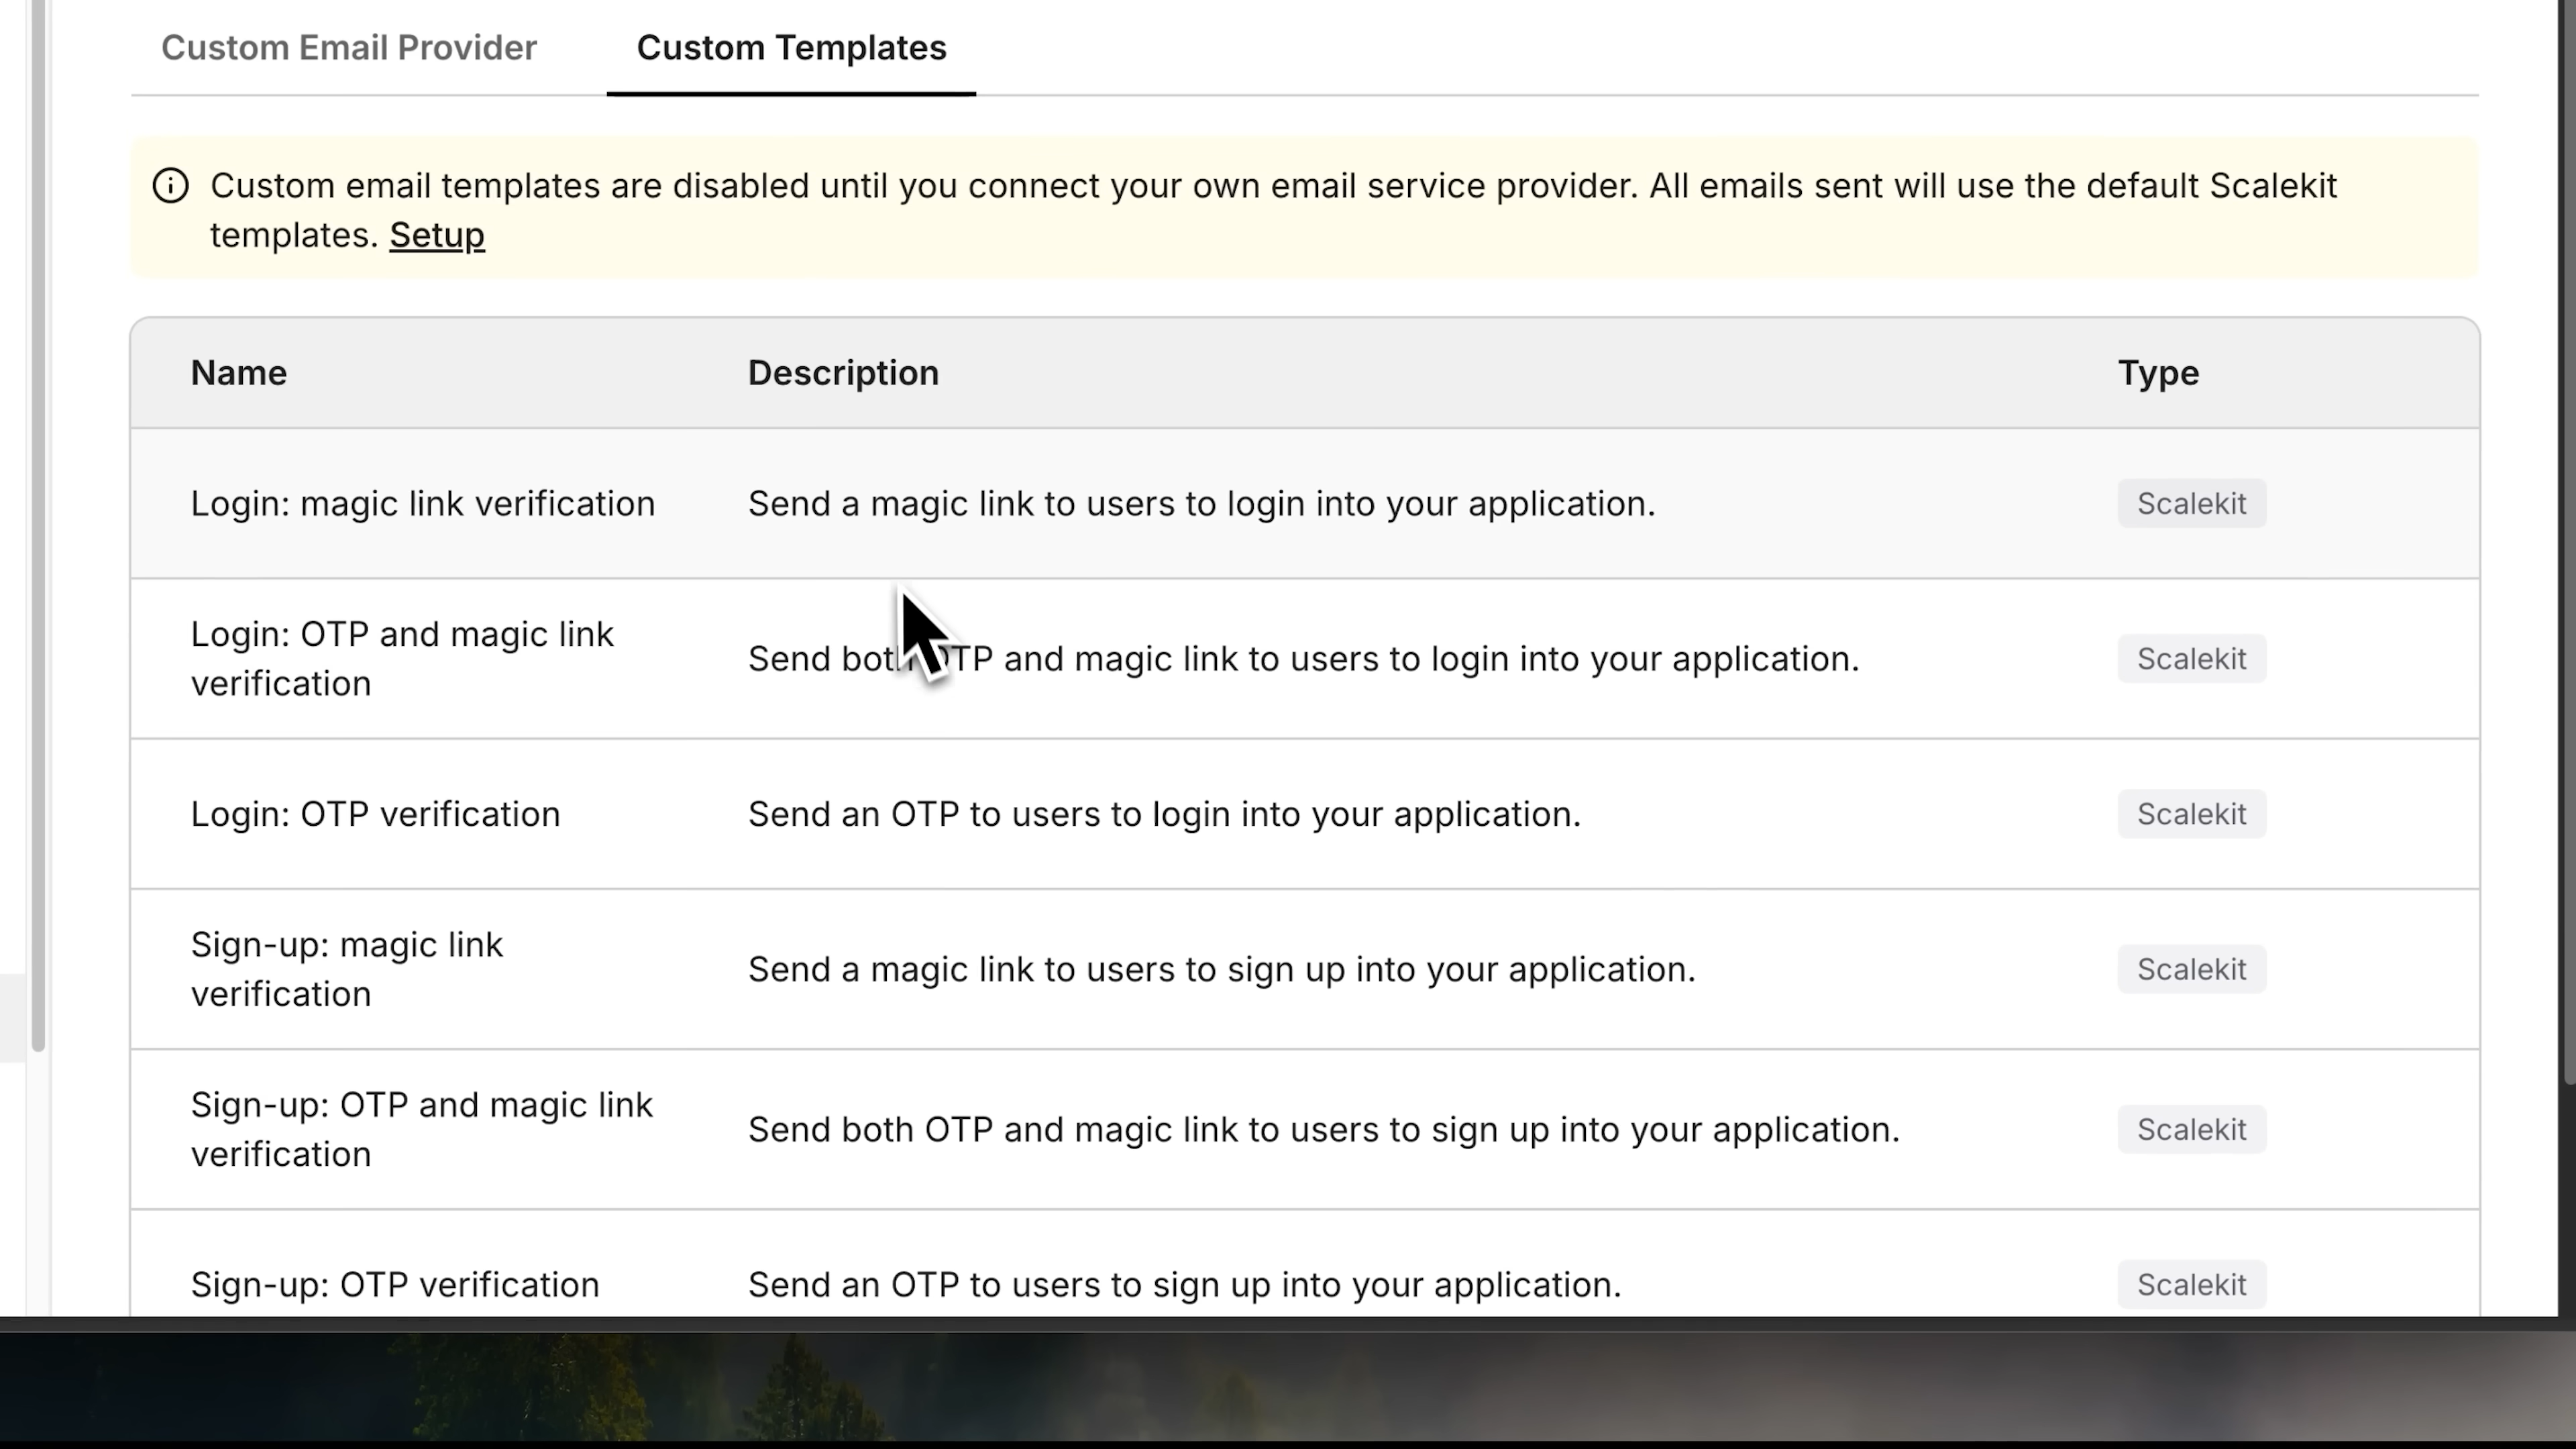 Custom Email Provider
Custom Templates
Custom email templates are disabled until you connect your own email service provider. All emails sent will use the default Scalekit
templates. Setup
Name Description Type
Login: magic link verification Send a magic link to users to login into your application. Scalekit
Login: OTP and magic link
verification
Send both OTP and magic link to users to login into your application. Scalekit
Login: OTP verification Send an OTP to users to login into your application. Scalekit
Sign-up: magic link
verification
Send a magic link to users to sign up into your application. Scalekit
Sign-up: OTP and magic link
verification
Send both OTP and magic link to users to sign up into your application. Scalekit
Sign-up: OTP verification Send an OTP to users to sign up into your application. Scalekit